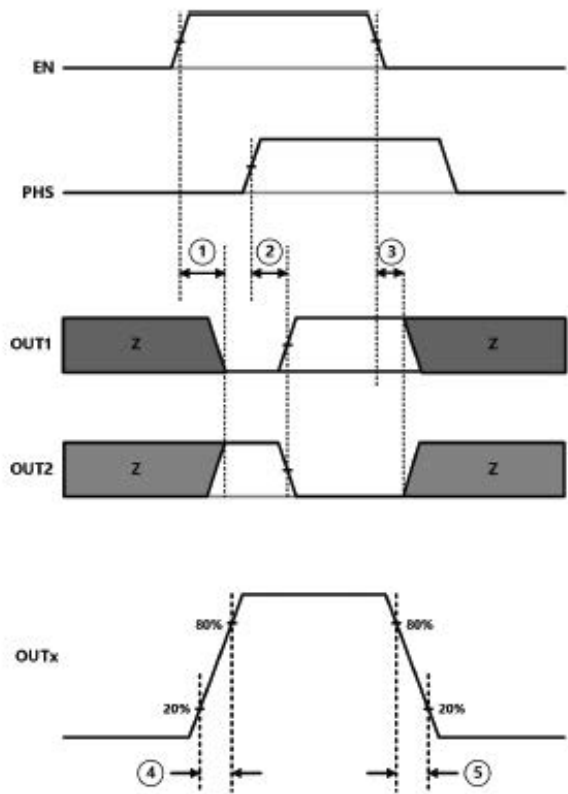 EN
PHS
1 2 3
OUT1 Z Z
OUT2 Z Z
80% 80%
OUTx
20% 20%
4 5